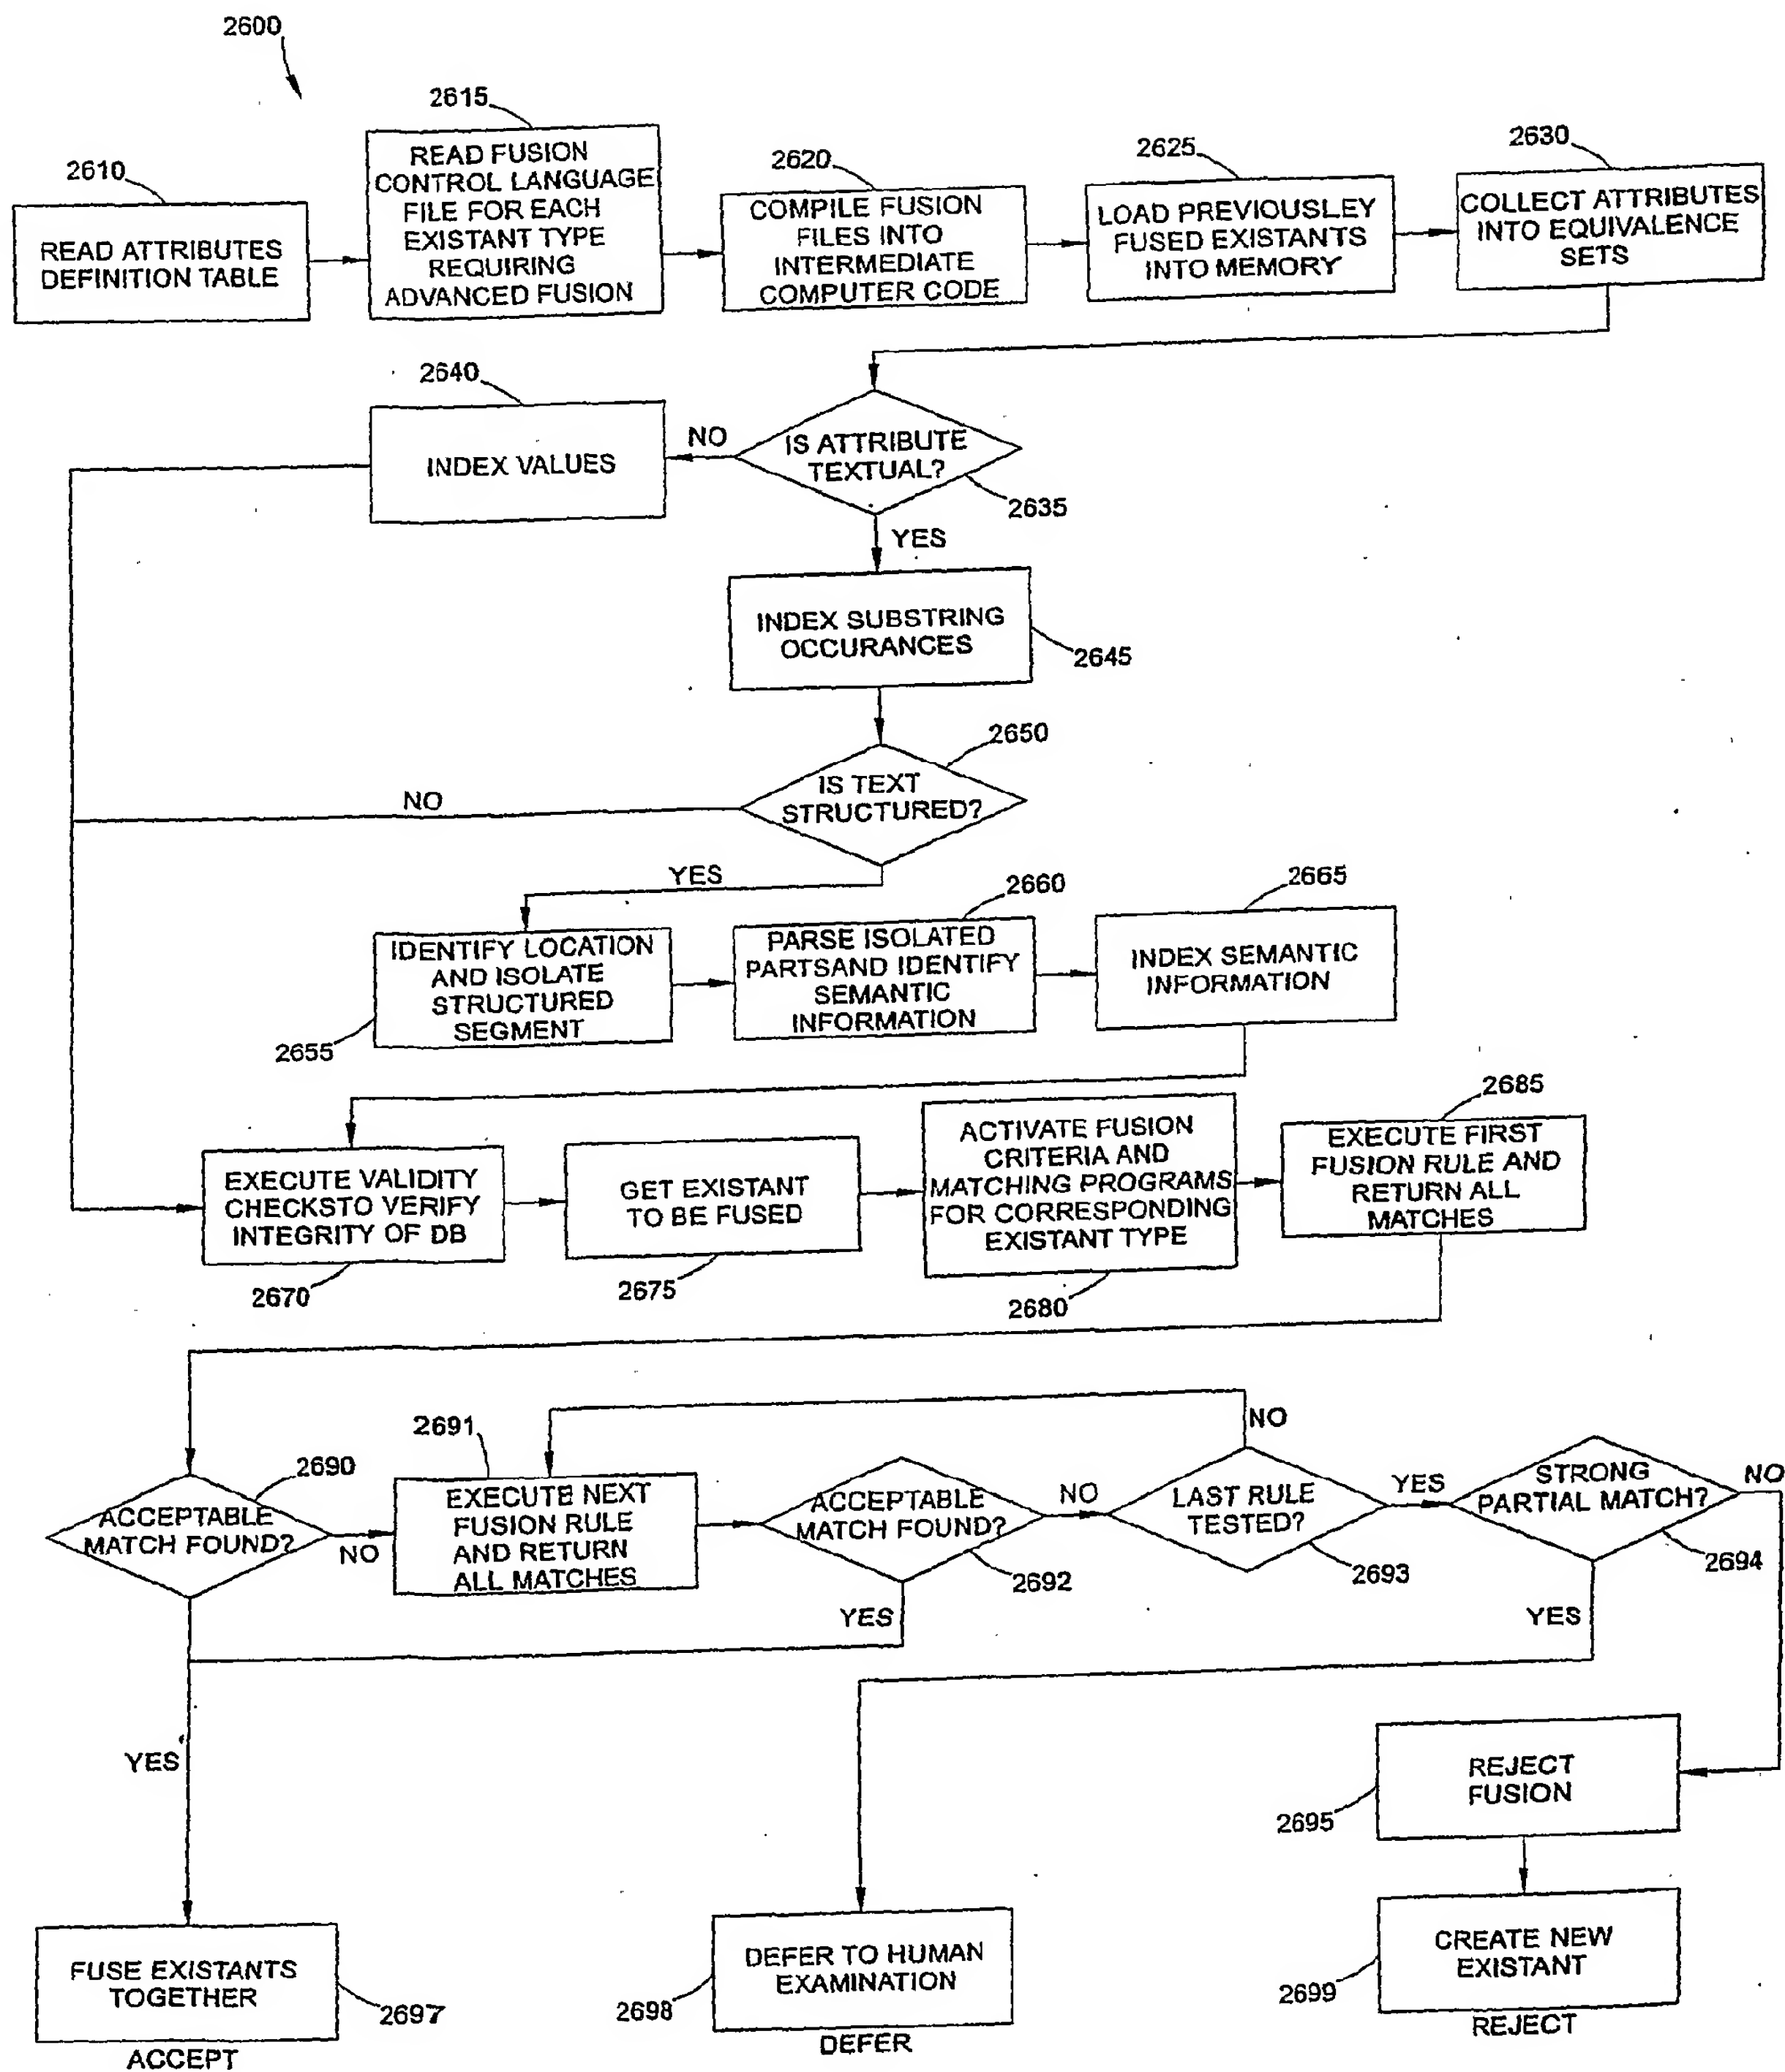 2600
2610
READ ATTRIBUTES
DEFINITION TABLE
2615
READ FUSION
CONTROL LANGUAGE
FILE FOR EACH
EXISTANT TYPE
REQUIRING
ADVANCED FUSION
2620
COMPILE FUSION
FILES INTO
INTERMEDIATE
COMPUTER CODE
2625
LOAD PREVIOUSLEY
FUSED EXISTANTS
INTO MEMORY
2630
COLLECT ATTRIBUTES
INTO EQUIVALENCE
SETS
2640
INDEX VALUES
NO
IS ATTRIBUTE
TEXTUAL?
2635
YES
INDEX SUBSTRING
OCCURANCES
2645
2650
IS TEXT
STRUCTURED?
NO
YES
IDENTIFY LOCATION
AND ISOLATE
STRUCTURED
SEGMENT
2655
2660
PARSE ISOLATED
PARTSAND IDENTIFY
SEMANTIC
INFORMATION
2665
INDEX SEMANTIC
INFORMATION
EXECUTE VALIDITY
CHECKSTO VERIFY
INTEGRITY OF DB
2670
GET EXISTANT
TO BE FUSED
2675
ACTIVATE FUSION
CRITERIA AND
MATCHING PROGRAMS
FOR CORRESPONDING
EXISTANT TYPE
2680
2685
EXECUTE FIRST
FUSION RULE AND
RETURN ALL
MATCHES
2690
ACCEPTABLE
MATCH FOUND?
NO
2691
EXECUTE NEXT
FUSION RULE
AND RETURN
ALL MATCHES
ACCEPTABLE
MATCH FOUND?
2692
YES
NO
NO
LAST RULE
TESTED?
2693
YES
STRONG
PARTIAL MATCH?
2694
NO
YES
YES
REJECT
FUSION
2695
FUSE EXISTANTS
TOGETHER
2697
ACCEPT
DEFER TO HUMAN
EXAMINATION
2698
DEFER
CREATE NEW
EXISTANT
2699
REJECT